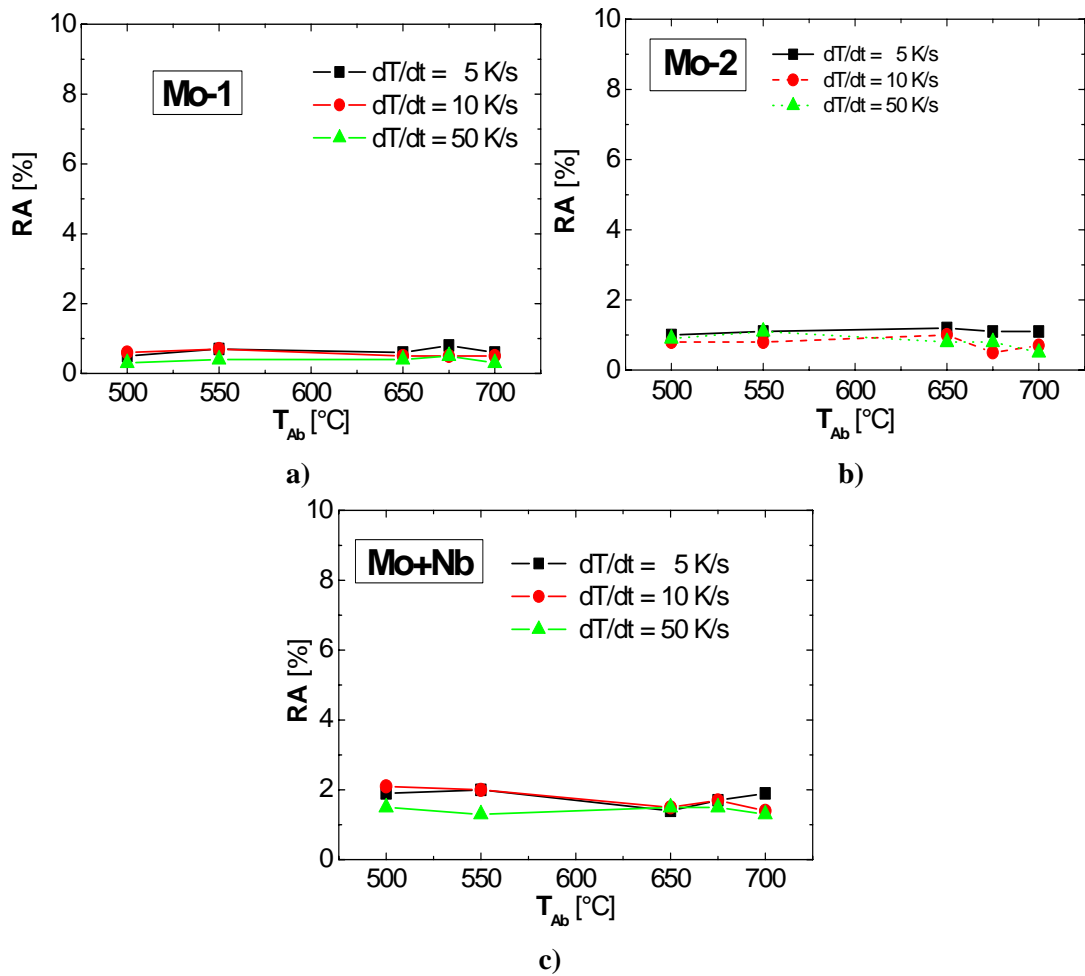 10
8
6
4
2
0
RA [%]
Mo-1
dT/dt = 5 K/s
dT/dt = 10 K/s
dT/dt = 50 K/s
500 550 600 650 700
T_Ab [°C]
a)
10
8
6
4
2
0
RA [%]
Mo-2
dT/dt = 5 K/s
dT/dt = 10 K/s
dT/dt = 50 K/s
500 550 600 650 700
T_Ab [°C]
b)
10
8
6
4
2
0
RA [%]
Mo+Nb
dT/dt = 5 K/s
dT/dt = 10 K/s
dT/dt = 50 K/s
500 550 600 650 700
T_Ab [°C]
c)